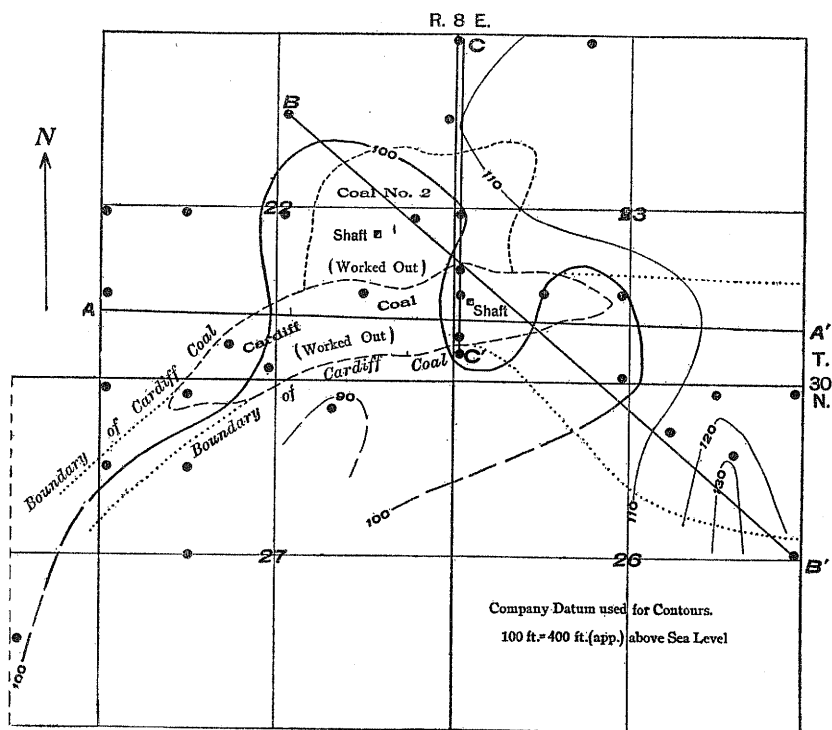 R. 8 E.
C
B
N
100
110
Coal No. 2
22
23
Shaft
(Worked Out)
A
Coal
Shaft
A'
Cardiff
(Worked Out)
C'
T.
30
N.
Boundary of Cardiff Coal
Boundary of Cardiff Coal
90
120
130
100
110
27
26
B'
Company Datum used for Contours.
100 ft.=400 ft.(app.) above Sea Level
100